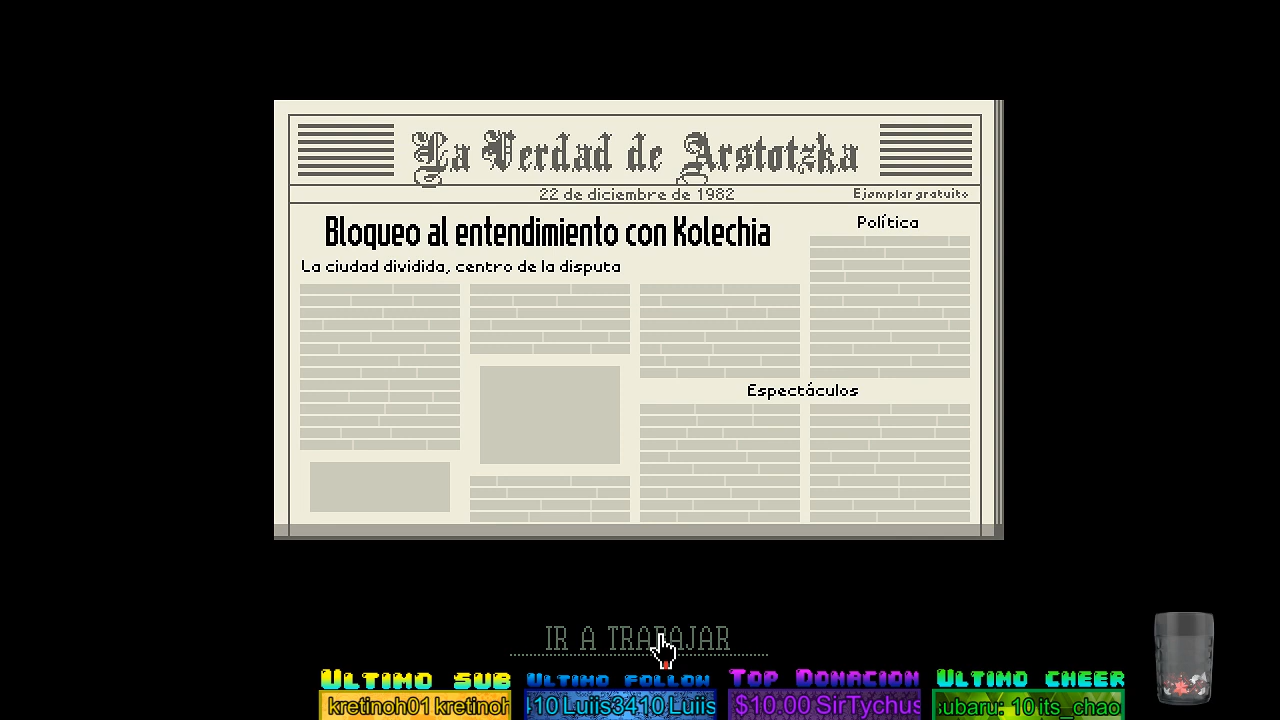 La Verdad de Arstotzka
22 de diciembre de 1982
Ejemplar gratuito
Bloqueo al entendimiento con Kolechia
Política
La ciudad dividida, centro de la disputa
Espectáculos
IR A TRABAJAR
ULTIMO SUB
ULTIMO FOLLOW
TOP DONACION
ULTIMO CHEER
kretinoh01 kretinoh
410 Luiis3410 Luiis
$10.00 SirTychus
subaru: 10 its_chao